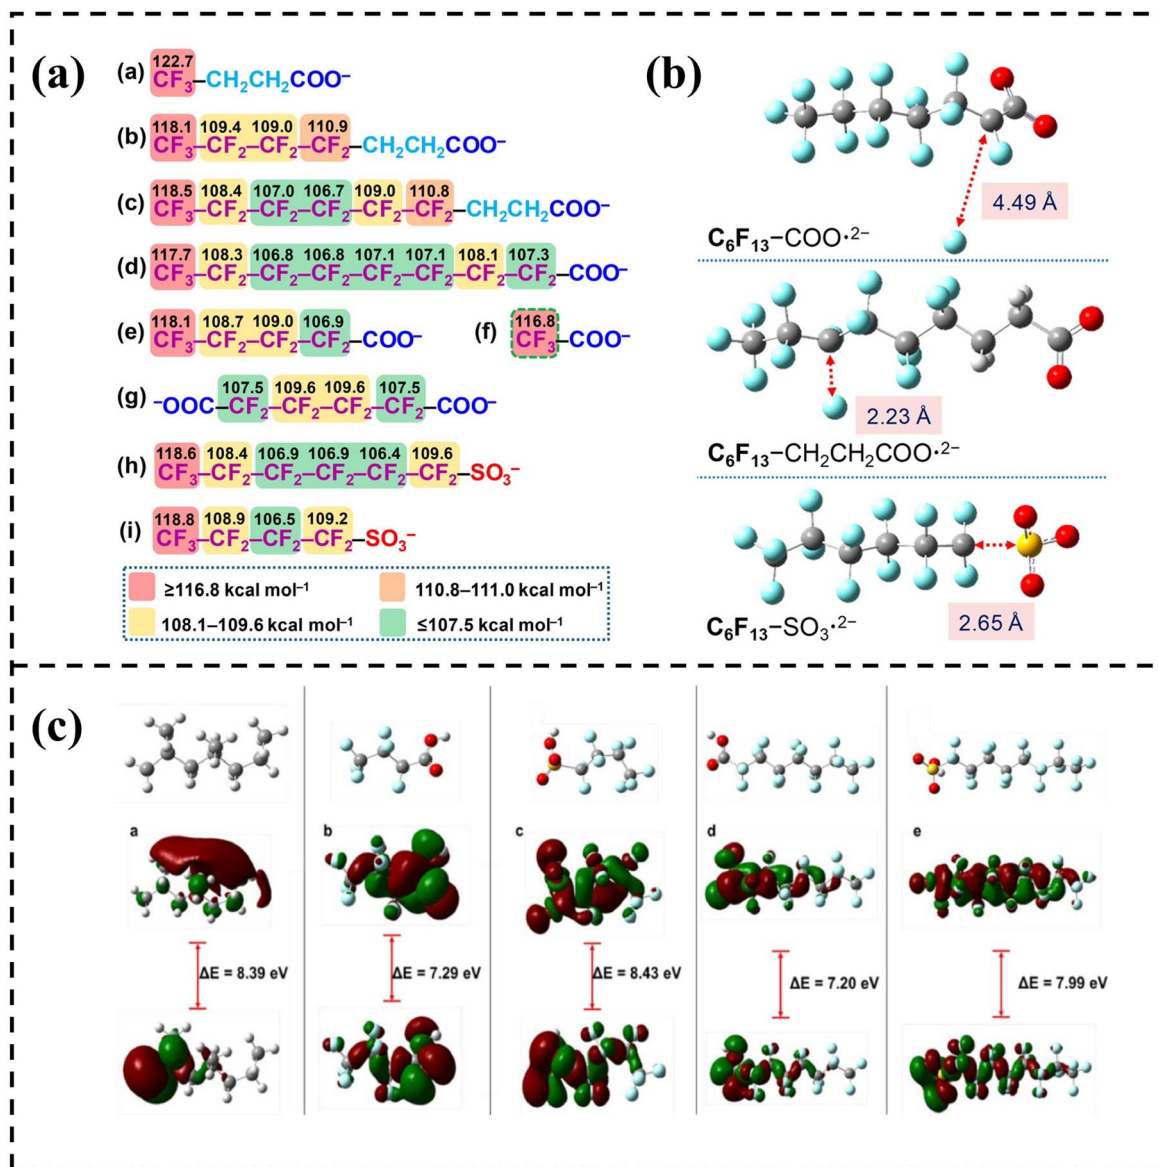 (a)
(a) 122.7
CF₃–CH₂CH₂COO⁻
(b) 118.1 109.4 109.0 110.9
CF₃–CF₂–CF₂–CF₂–CH₂CH₂COO⁻
(c) 118.5 108.4 107.0 106.7 109.0 110.8
CF₃–CF₂–CF₂–CF₂–CF₂–CF₂–CH₂CH₂COO⁻
(d) 117.7 108.3 106.8 106.8 107.1 107.1 108.1 107.3
CF₃–CF₂–CF₂–CF₂–CF₂–CF₂–CF₂–CF₂–COO⁻
(e) 118.1 108.7 109.0 106.9
CF₃–CF₂–CF₂–CF₂–COO⁻
(f) 116.8
CF₃–COO⁻
(g) 107.5 109.6 109.6 107.5
⁻OOC–CF₂–CF₂–CF₂–CF₂–COO⁻
(h) 118.6 108.4 106.9 106.9 106.4 109.6
CF₃–CF₂–CF₂–CF₂–CF₂–CF₂–SO₃⁻
(i) 118.8 108.9 106.5 109.2
CF₃–CF₂–CF₂–CF₂–SO₃⁻
≥116.8 kcal mol⁻¹
110.8–111.0 kcal mol⁻¹
108.1–109.6 kcal mol⁻¹
≤107.5 kcal mol⁻¹
(b)
4.49 Å
C₆F₁₃–COO•²⁻
2.23 Å
C₆F₁₃–CH₂CH₂COO•²⁻
2.65 Å
C₆F₁₃–SO₃•²⁻
(c)
a
b
c
d
e
ΔE = 8.39 eV
ΔE = 7.29 eV
ΔE = 8.43 eV
ΔE = 7.20 eV
ΔE = 7.99 eV